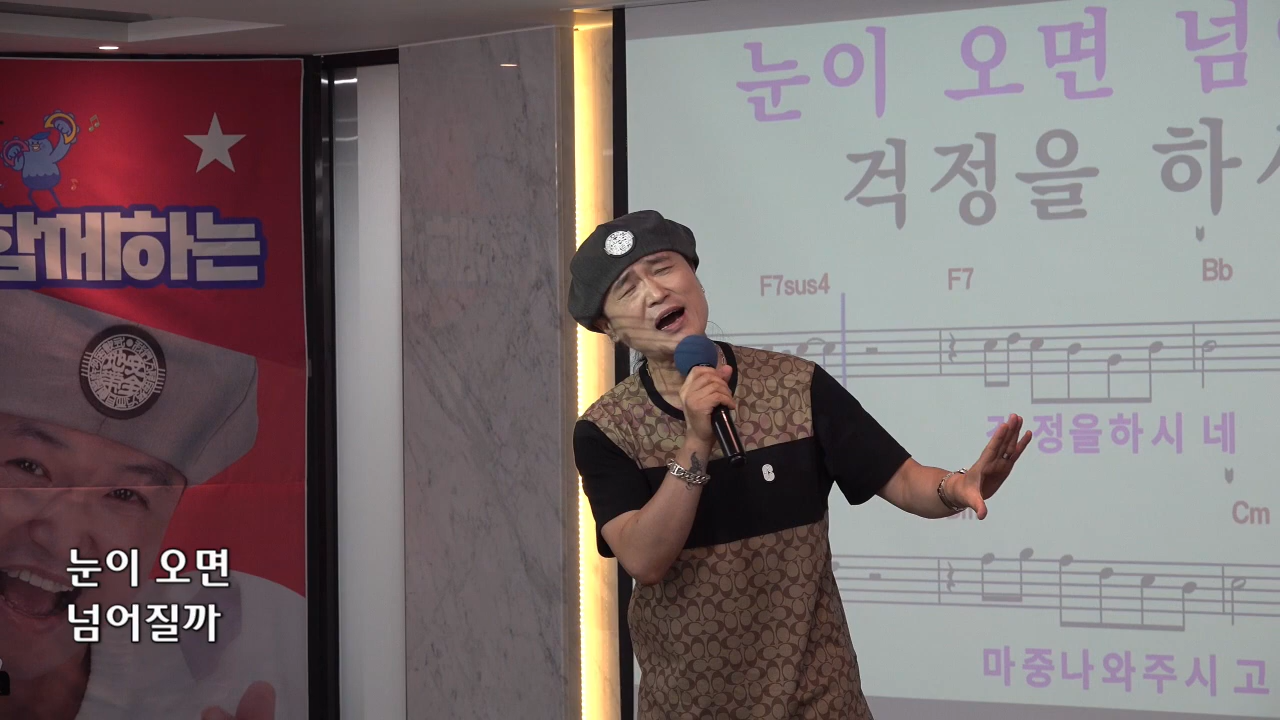 함께하는
눈이 오면
넘어질까
눈이 오면 넘
걱정을 하
F7sus4 F7 Bb
걱정을하시 네
Cm
마중나와주시 고
C